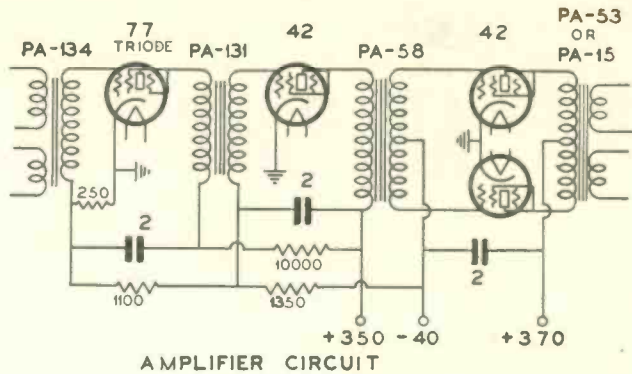 PA-134
77
TRIODE
PA-131
42
PA-58
42
PA-53
OR
PA-15
250
2
2
10000
1100
1350
2
+350 -40 +370
AMPLIFIER CIRCUIT